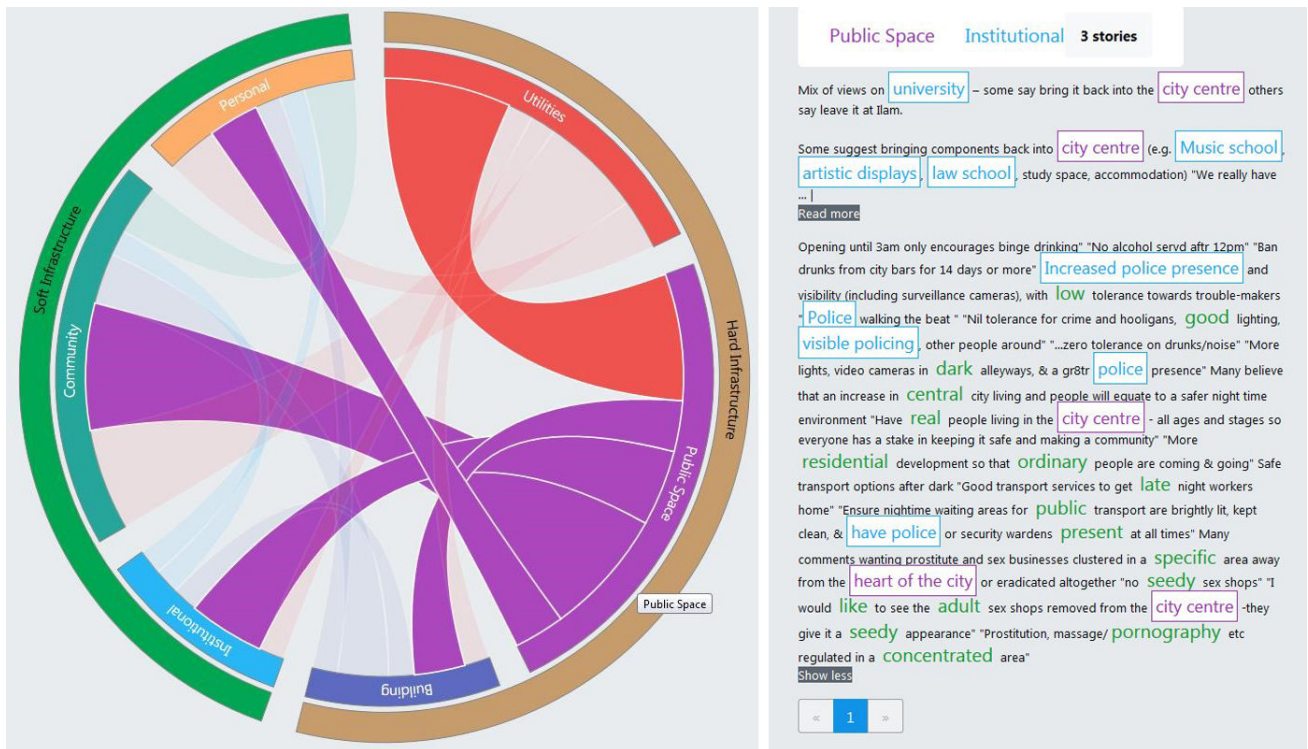 Personal
Utilities
Soft Infrastructure
Community
Hard Infrastructure
Public Space
Institutional
Building
Public Space
Public Space Institutional 3 stories
Mix of views on university – some say bring it back into the city centre others
say leave it at Ilam.
Some suggest bringing components back into city centre (e.g. Music school,
artistic displays, law school, study space, accommodation) "We really have
... |
Read more
Opening until 3am only encourages binge drinking" "No alcohol servd aftr 12pm" "Ban
drunks from city bars for 14 days or more" Increased police presence and
visibility (including surveillance cameras), with low tolerance towards trouble-makers
"Police walking the beat " "Nil tolerance for crime and hooligans, good lighting,
visible policing, other people around" "...zero tolerance on drunks/noise" "More
lights, video cameras in dark alleyways, & a gr8tr police presence" Many believe
that an increase in central city living and people will equate to a safer night time
environment "Have real people living in the city centre - all ages and stages so
everyone has a stake in keeping it safe and making a community" "More
residential development so that ordinary people are coming & going" Safe
transport options after dark "Good transport services to get late night workers
home" "Ensure nightime waiting areas for public transport are brightly lit, kept
clean, & have police or security wardens present at all times" Many
comments wanting prostitute and sex businesses clustered in a specific area away
from the heart of the city or eradicated altogether "no seedy sex shops" "I
would like to see the adult sex shops removed from the city centre -they
give it a seedy appearance" "Prostitution, massage/ pornography etc
regulated in a concentrated area"
Show less
« 1 »